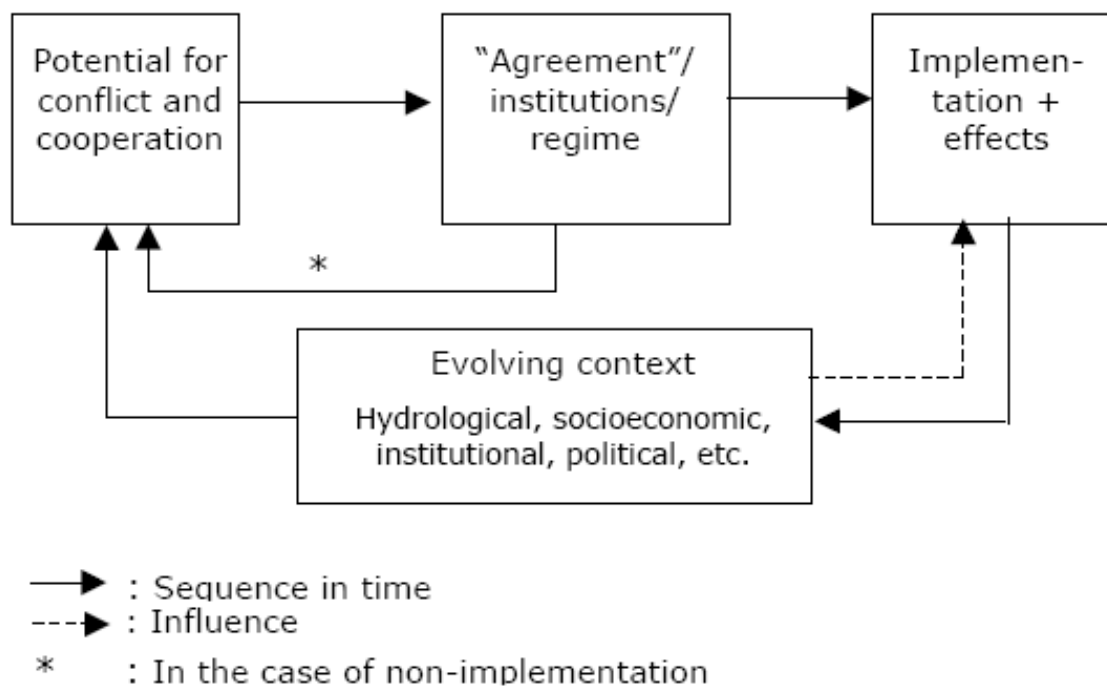 Potential for
conflict and
cooperation
“Agreement”/
institutions/
regime
Implemen-
tation +
effects
*
Evolving context
Hydrological, socioeconomic,
institutional, political, etc.
: Sequence in time
: Influence
* : In the case of non-implementation